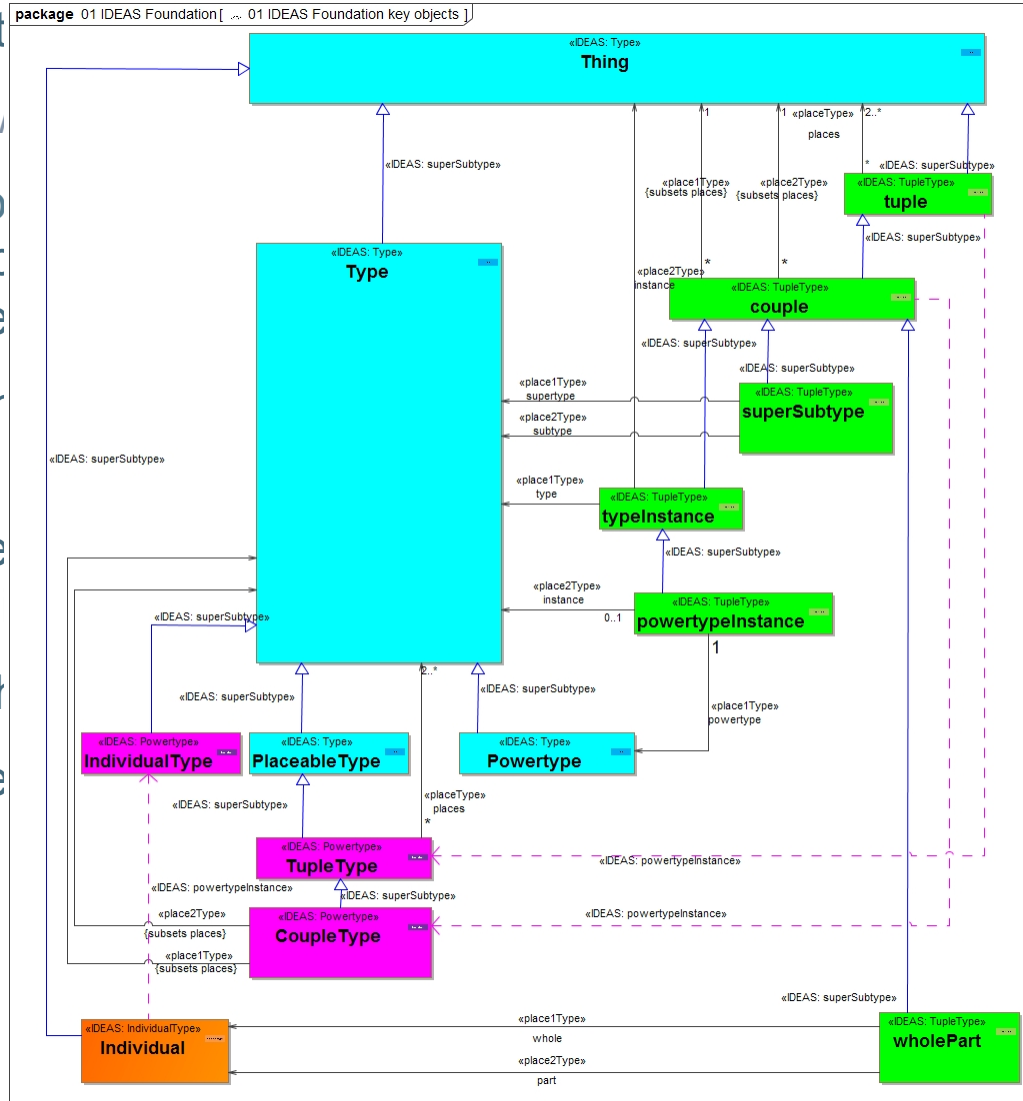 package 01 IDEAS Foundation [ 01 IDEAS Foundation key objects ]
«IDEAS: Type»
Thing
1
1
«placeType»
2..*
places
«IDEAS: superSubtype»
*
«IDEAS: superSubtype»
«place1Type»
{subsets places}
«place2Type»
{subsets places}
«IDEAS: TupleType»
tuple
«IDEAS: superSubtype»
«IDEAS: Type»
Type
*
*
«place2Type»
instance
«IDEAS: TupleType»
couple
«IDEAS: superSubtype»
«IDEAS: superSubtype»
«place1Type»
supertype
«IDEAS: TupleType»
superSubtype
«place2Type»
subtype
«IDEAS: superSubtype»
«place1Type»
type
«IDEAS: TupleType»
typeInstance
«IDEAS: superSubtype»
«place2Type»
instance
0..1
«IDEAS: TupleType»
powertypeInstance
«IDEAS: superSubtype»
1
2..*
«IDEAS: superSubtype»
«IDEAS: superSubtype»
«place1Type»
powertype
«IDEAS: Powertype»
IndividualType
«IDEAS: Type»
PlaceableType
«IDEAS: Type»
Powertype
«IDEAS: superSubtype»
«placeType»
places
*
«IDEAS: Powertype»
TupleType
«IDEAS: powertypeInstance»
«IDEAS: powertypeInstance»
«IDEAS: superSubtype»
«place2Type»
{subsets places}
«IDEAS: Powertype»
CoupleType
«IDEAS: powertypeInstance»
«place1Type»
{subsets places}
«IDEAS: superSubtype»
«IDEAS: IndividualType»
Individual
«place1Type»
whole
«place2Type»
part
«IDEAS: TupleType»
wholePart